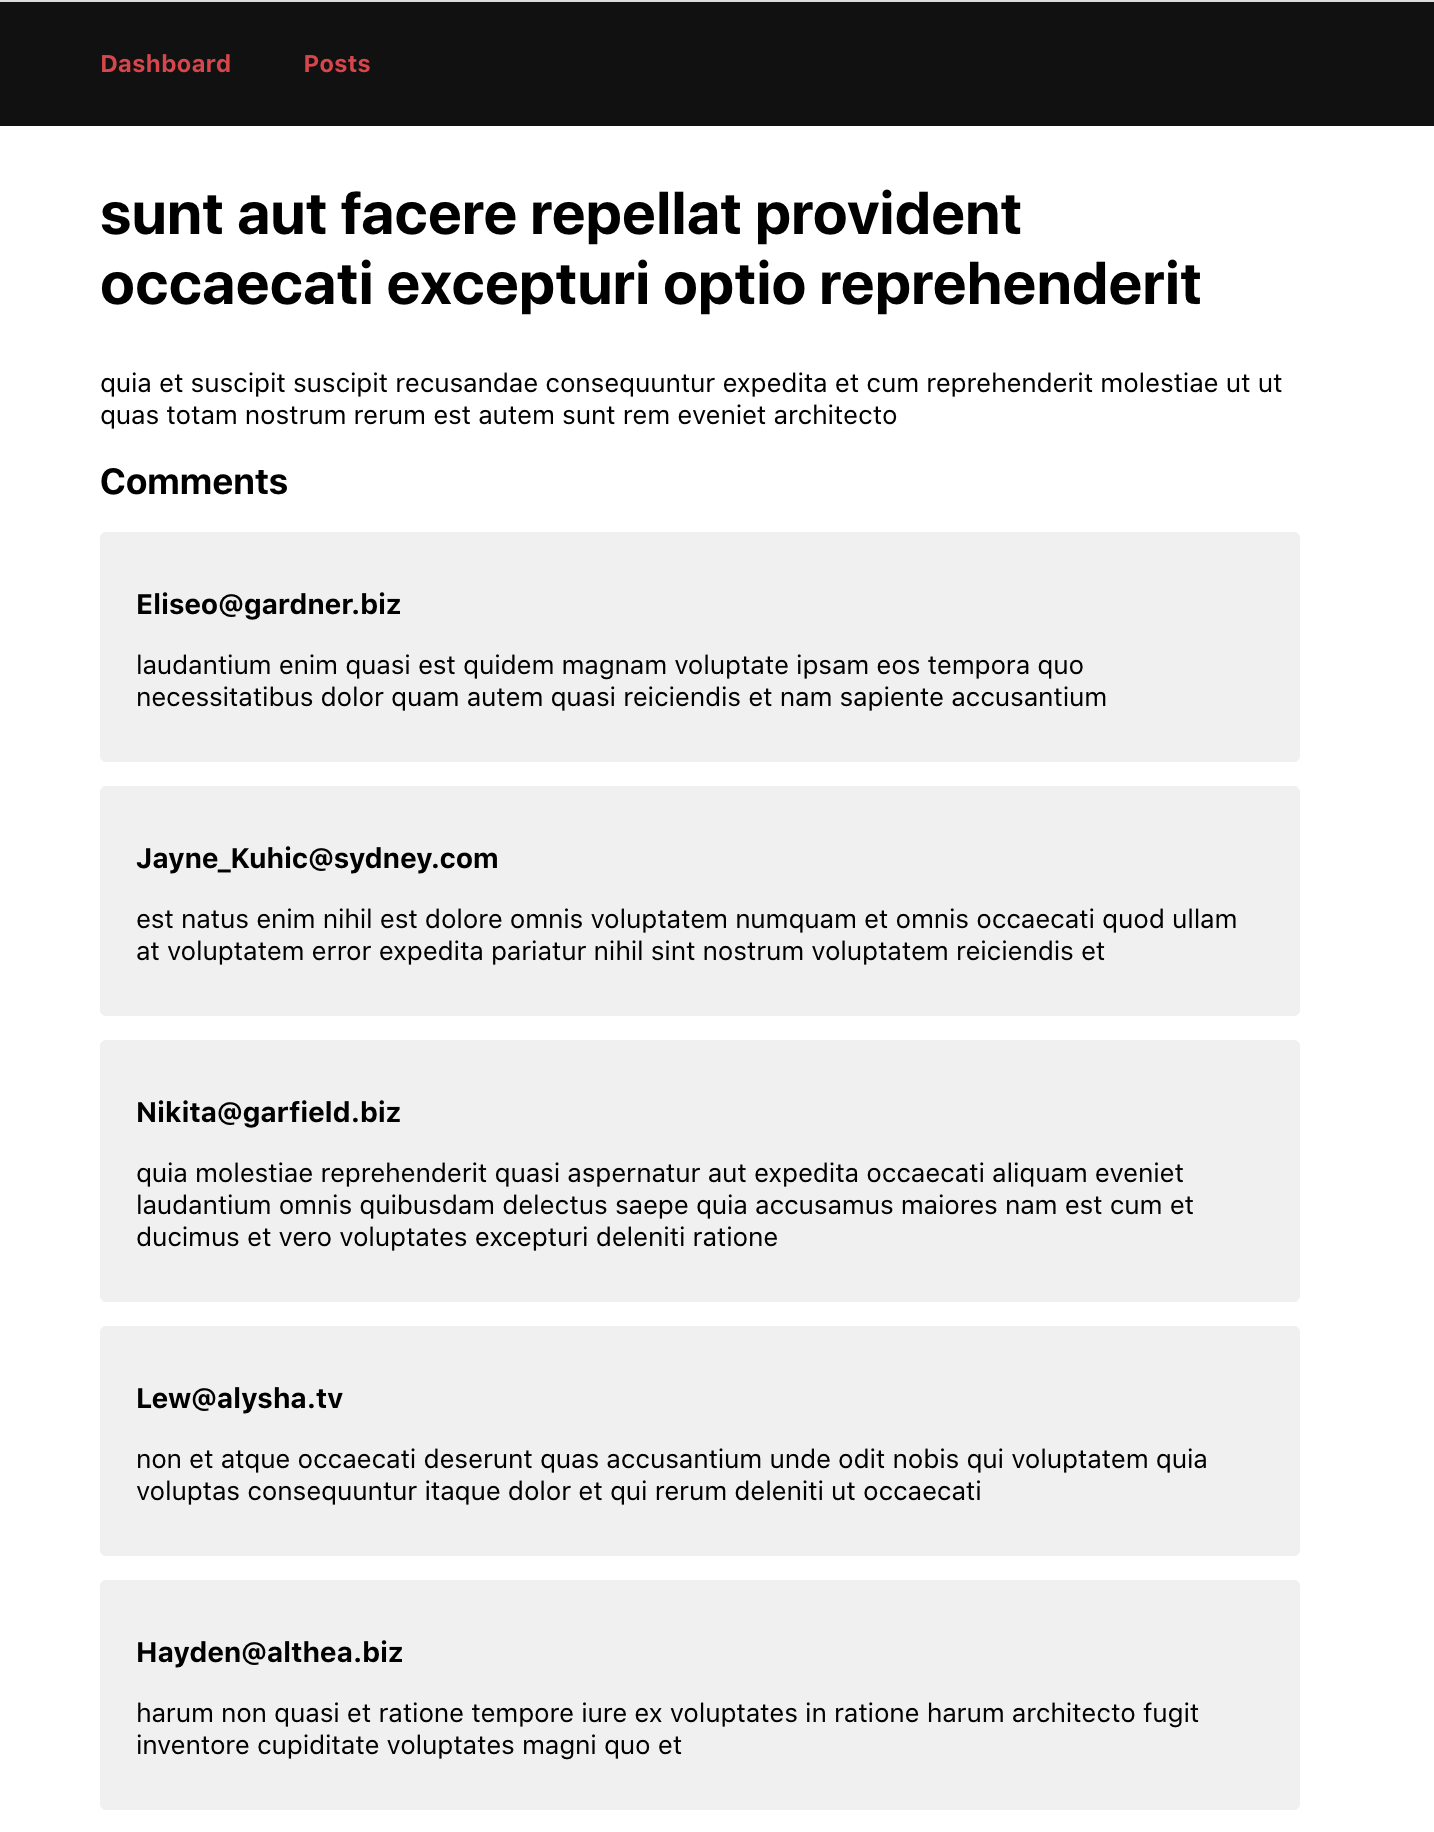 Dashboard Posts
sunt aut facere repellat provident
occaecati excepturi optio reprehenderit
quia et suscipit suscipit recusandae consequuntur expedita et cum reprehenderit molestiae ut ut
quas totam nostrum rerum est autem sunt rem eveniet architecto
Comments
Eliseo@gardner.biz
laudantium enim quasi est quidem magnam voluptate ipsam eos tempora quo
necessitatibus dolor quam autem quasi reiciendis et nam sapiente accusantium
Jayne_Kuhic@sydney.com
est natus enim nihil est dolore omnis voluptatem numquam et omnis occaecati quod ullam
at voluptatem error expedita pariatur nihil sint nostrum voluptatem reiciendis et
Nikita@garfield.biz
quia molestiae reprehenderit quasi aspernatur aut expedita occaecati aliquam eveniet
laudantium omnis quibusdam delectus saepe quia accusamus maiores nam est cum et
ducimus et vero voluptates excepturi deleniti ratione
Lew@alysha.tv
non et atque occaecati deserunt quas accusantium unde odit nobis qui voluptatem quia
voluptas consequuntur itaque dolor et qui rerum deleniti ut occaecati
Hayden@althea.biz
harum non quasi et ratione tempore iure ex voluptates in ratione harum architecto fugit
inventore cupiditate voluptates magni quo et